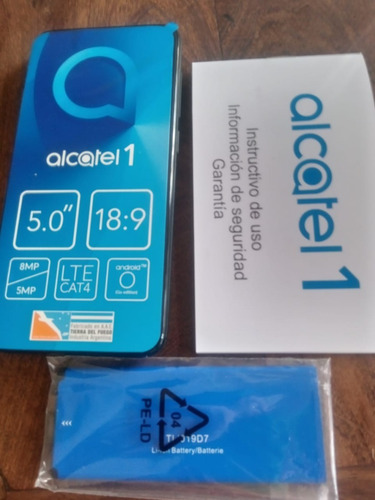 alcatel 1
5.0"
18:9
8MP
5MP
LTE
CAT4
android™
Go edition
Fabricado en R.A.
TIERRA DEL FUEGO
Industria Argentina
alcatel 1
Instructivo de uso
Información de seguridad
Garantía
04
PE-LD
Li-ion Battery/Batterie